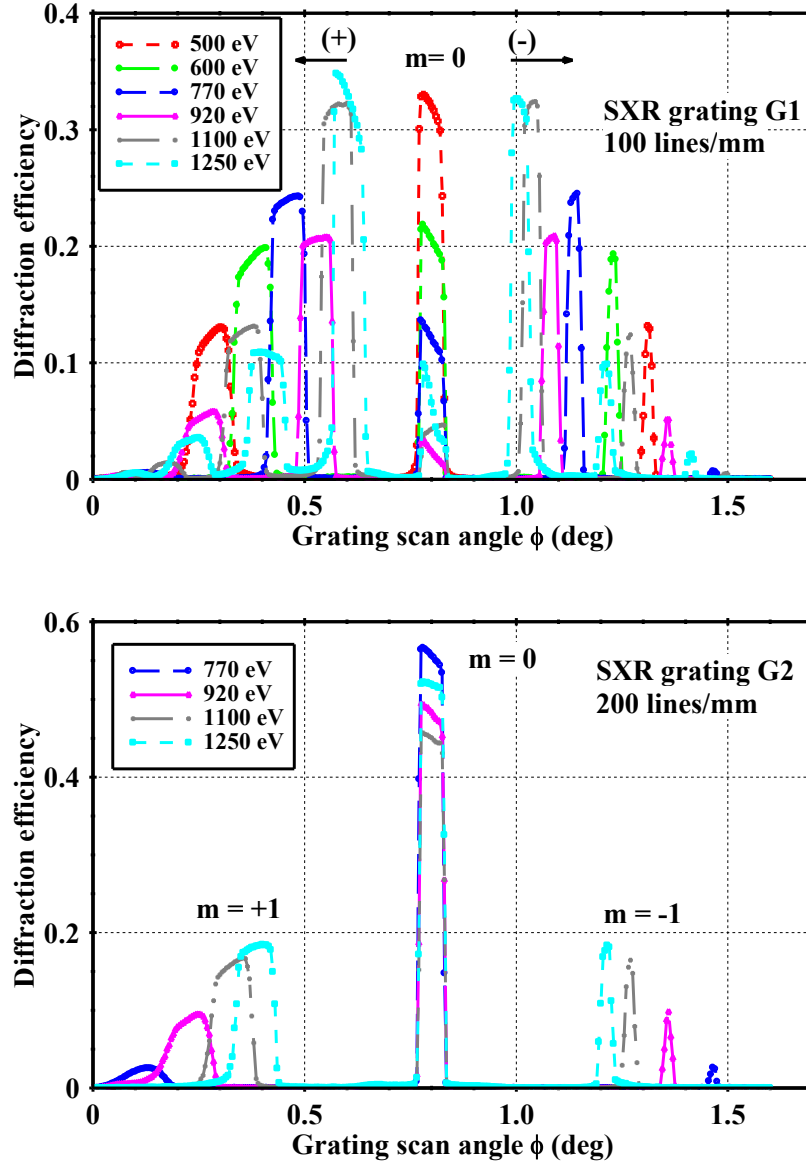 0.4
0.3
0.2
0.1
0
Diffraction efficiency
500 eV
600 eV
770 eV
920 eV
1100 eV
1250 eV
(+)
m= 0
(-)
SXR grating G1
100 lines/mm
0
0.5
1.0
1.5
Grating scan angle ϕ (deg)
0.6
0.4
0.2
0
Diffraction efficiency
770 eV
920 eV
1100 eV
1250 eV
m = 0
SXR grating G2
200 lines/mm
m = +1
m = -1
0
0.5
1.0
1.5
Grating scan angle ϕ (deg)